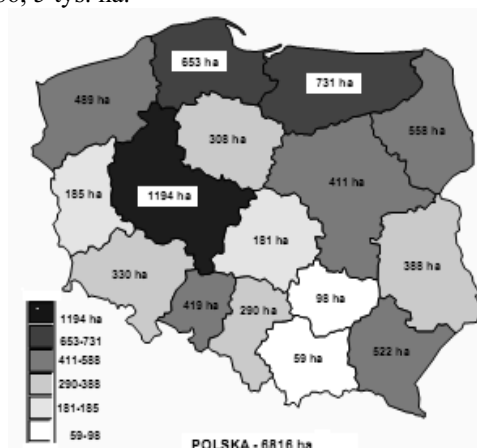 653 ha
731 ha
489 ha
558 ha
308 ha
411 ha
185 ha
1194 ha
181 ha
388 ha
330 ha
98 ha
419 ha
290 ha
59 ha
522 ha
1194 ha
653-731
411-588
290-388
181-185
59-98
POLSKA - 6816 ha